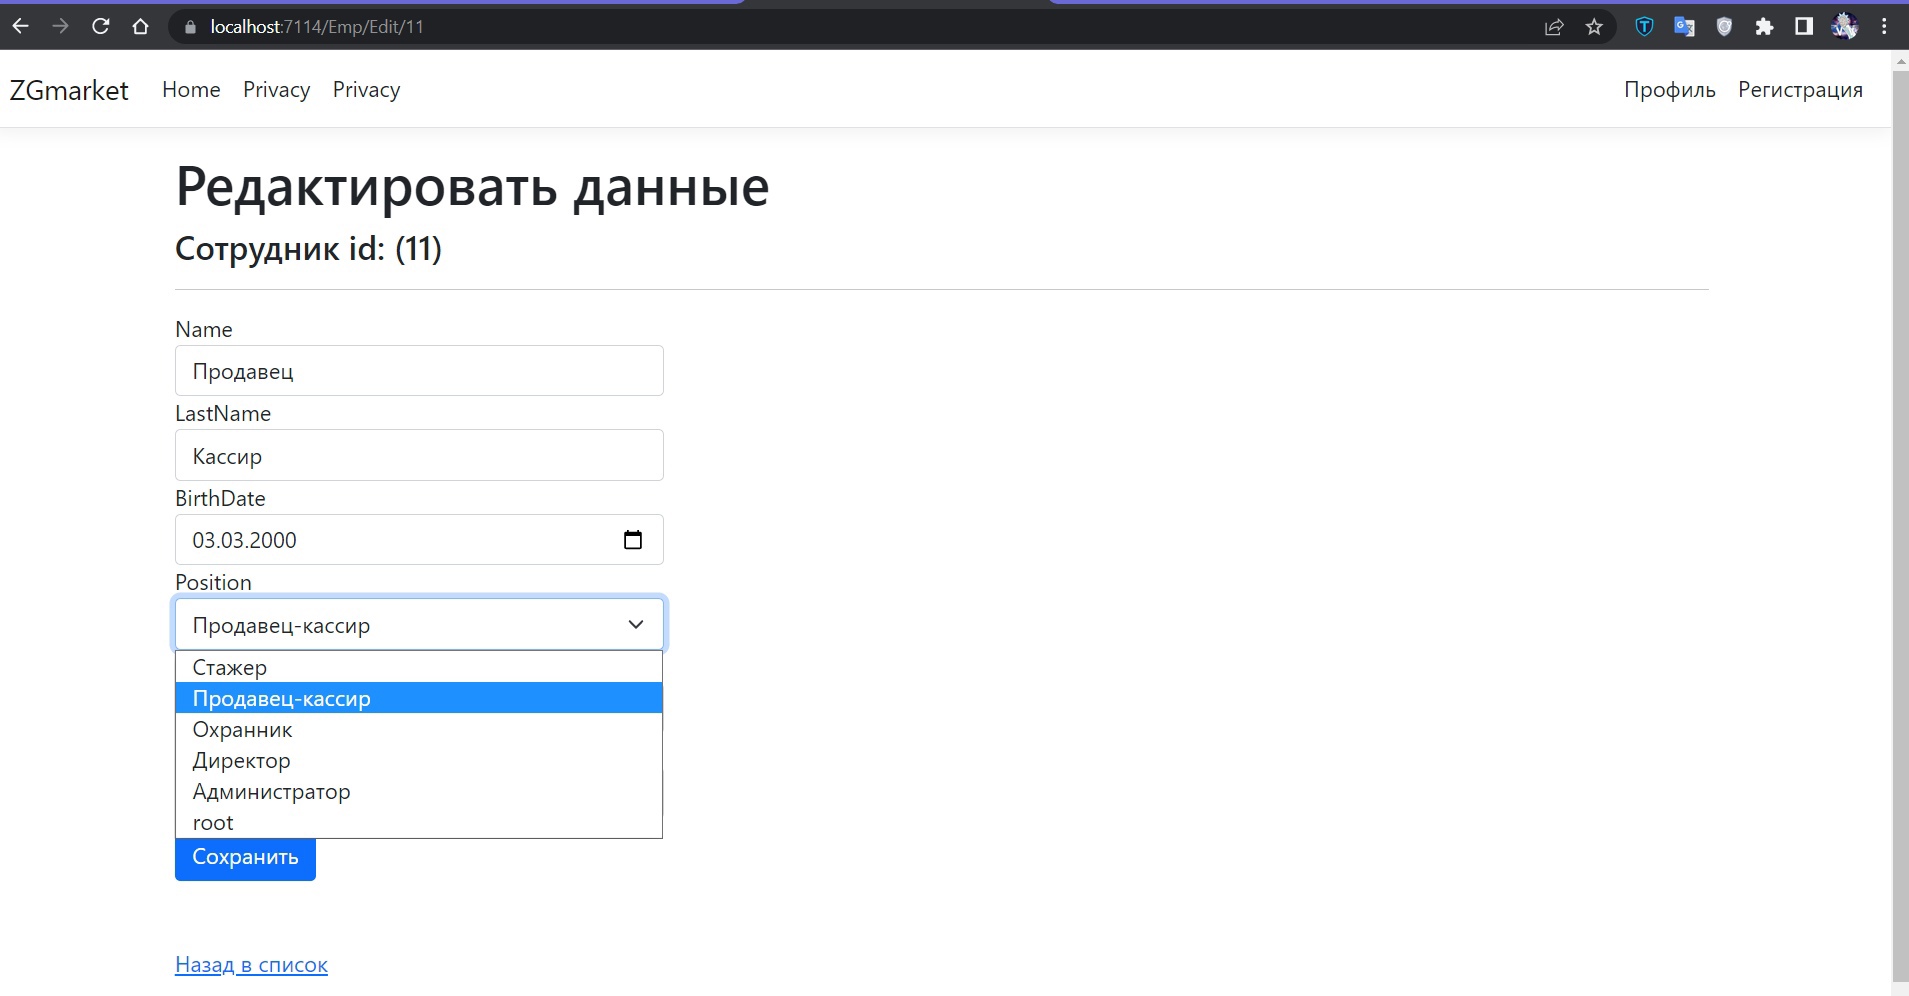 localhost:7114/Emp/Edit/11
ZGmarket Home Privacy Privacy Профиль Регистрация
Редактировать данные
Сотрудник id: (11)
Name
Продавец
LastName
Кассир
BirthDate
03.03.2000
Position
Продавец-кассир
Стажер
Продавец-кассир
Охранник
Директор
Администратор
root
Сохранить
Назад в список